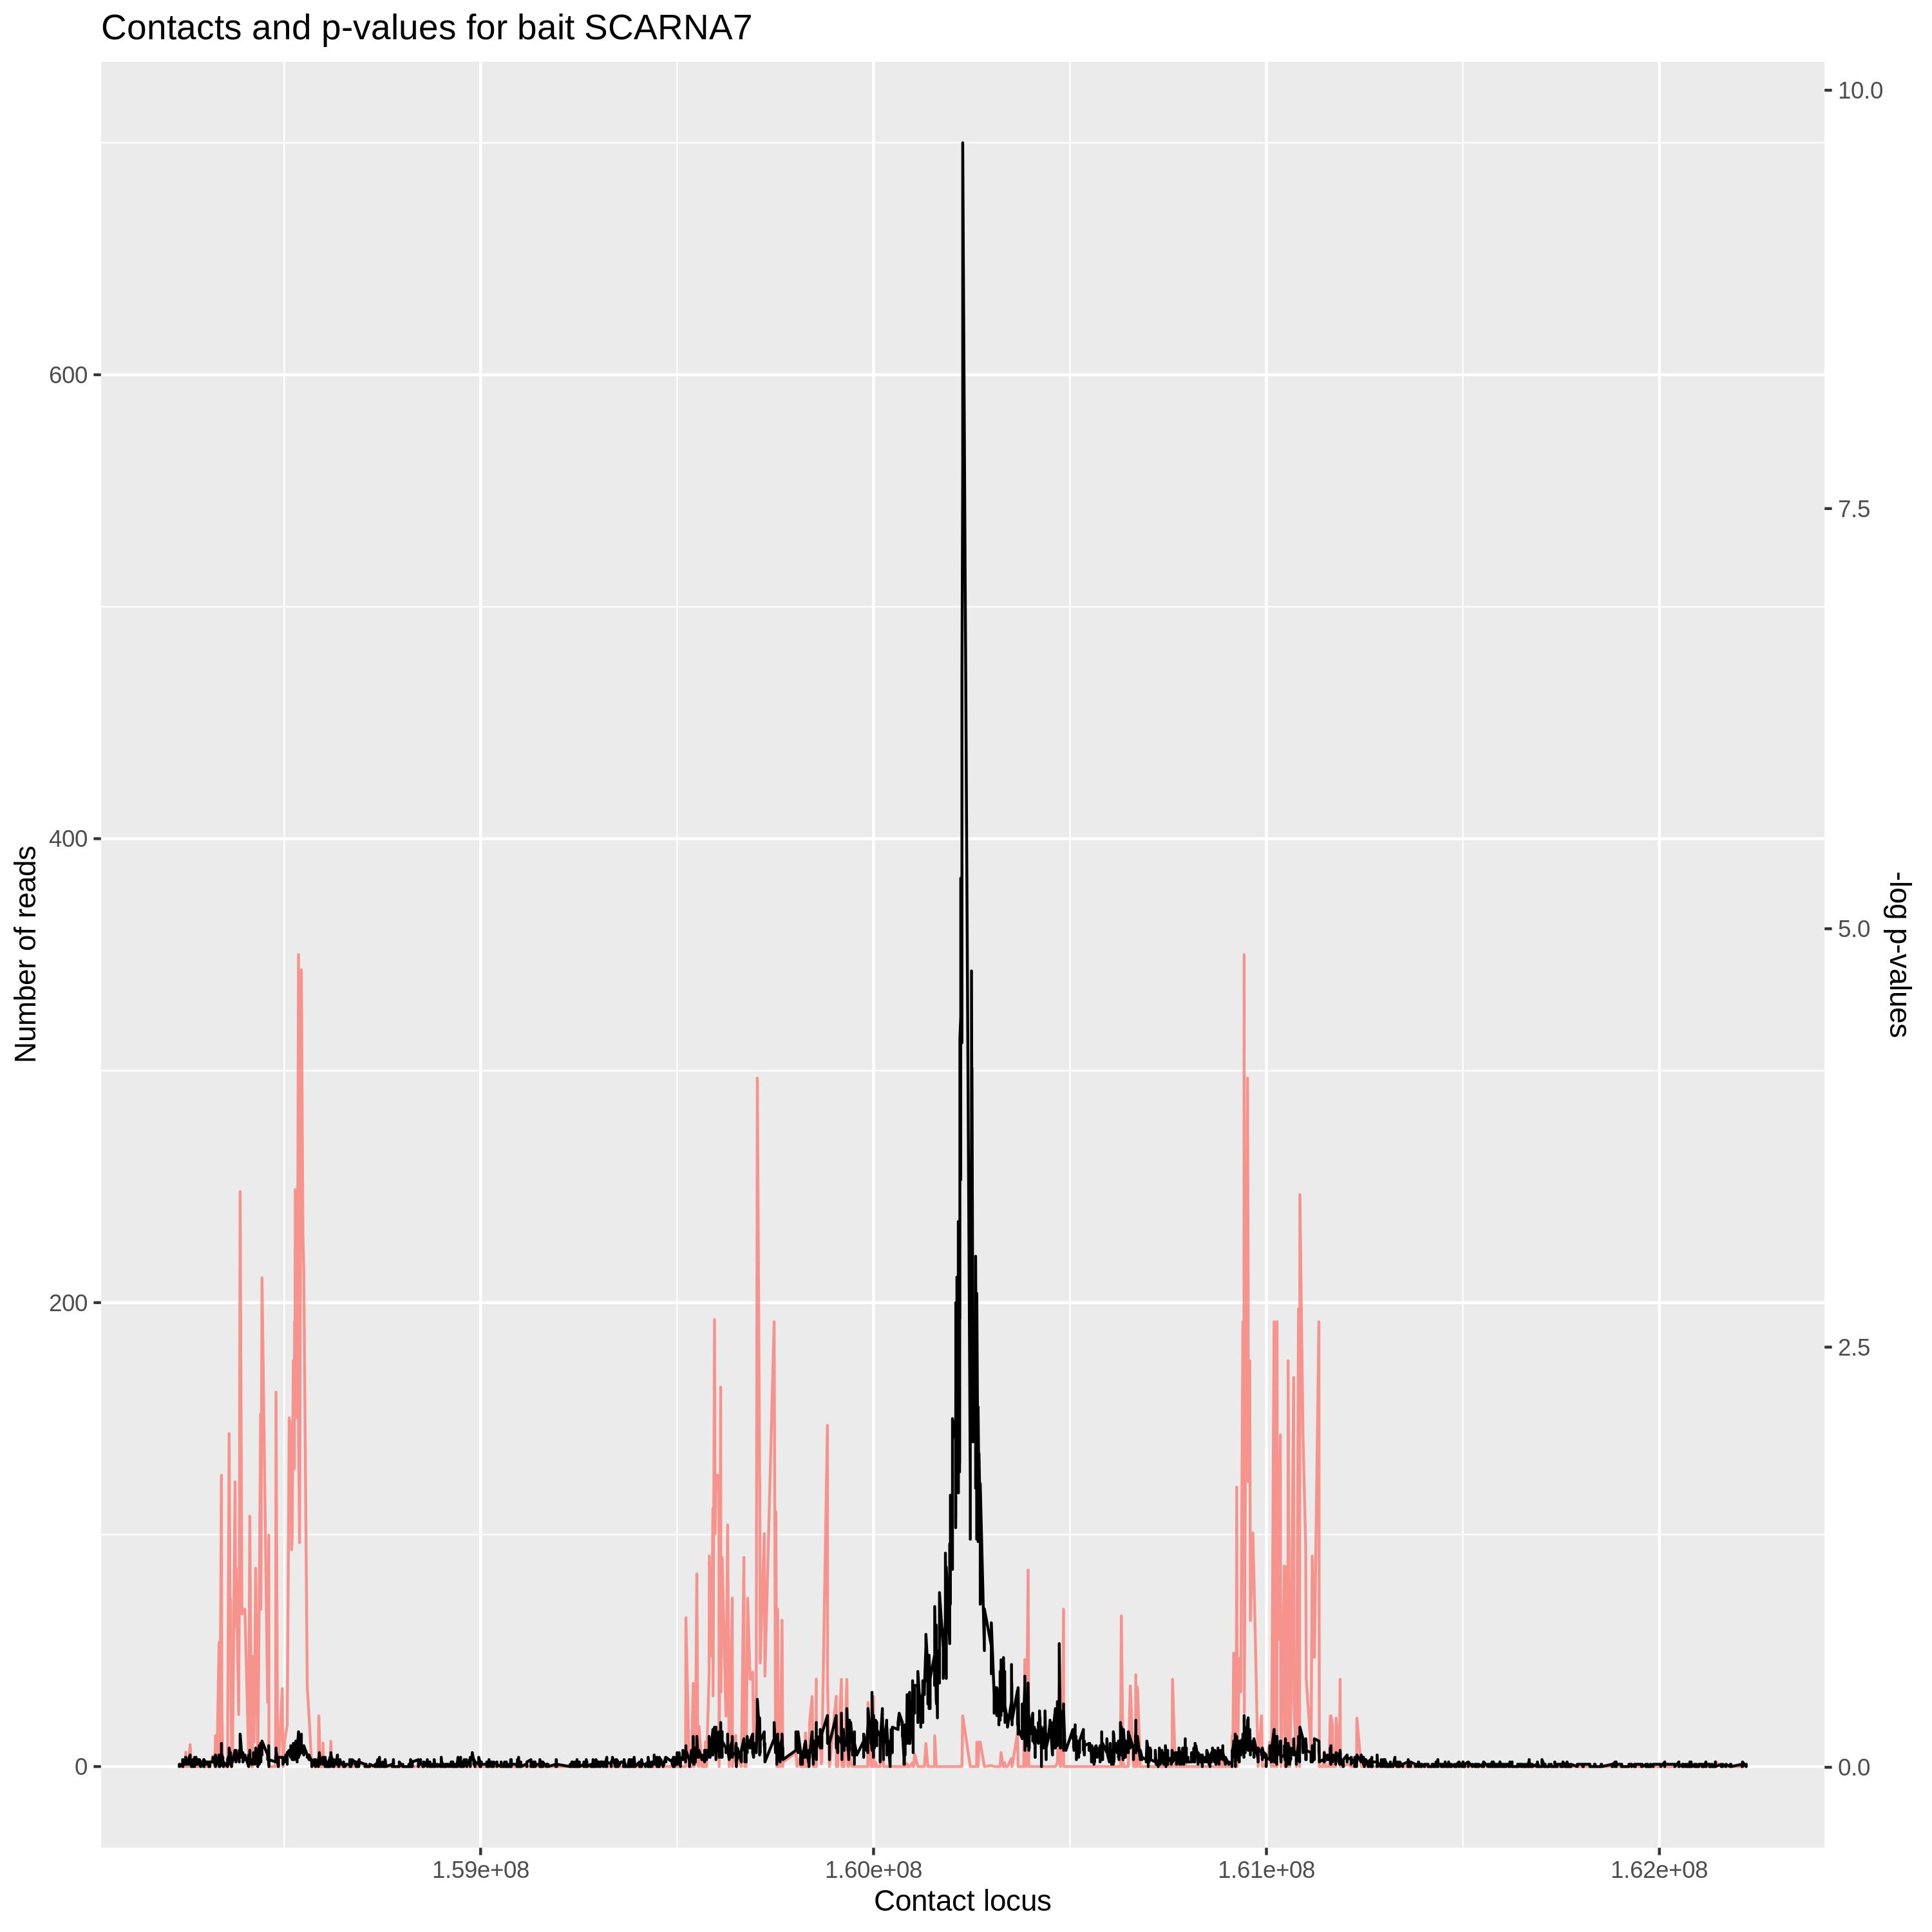 Contacts and p-values for bait SCARNA7
10.0
600
7.5
400
5.0
Number of reads
-log p-values
200
2.5
0
0.0
1.59e+08
1.60e+08
1.61e+08
1.62e+08
Contact locus